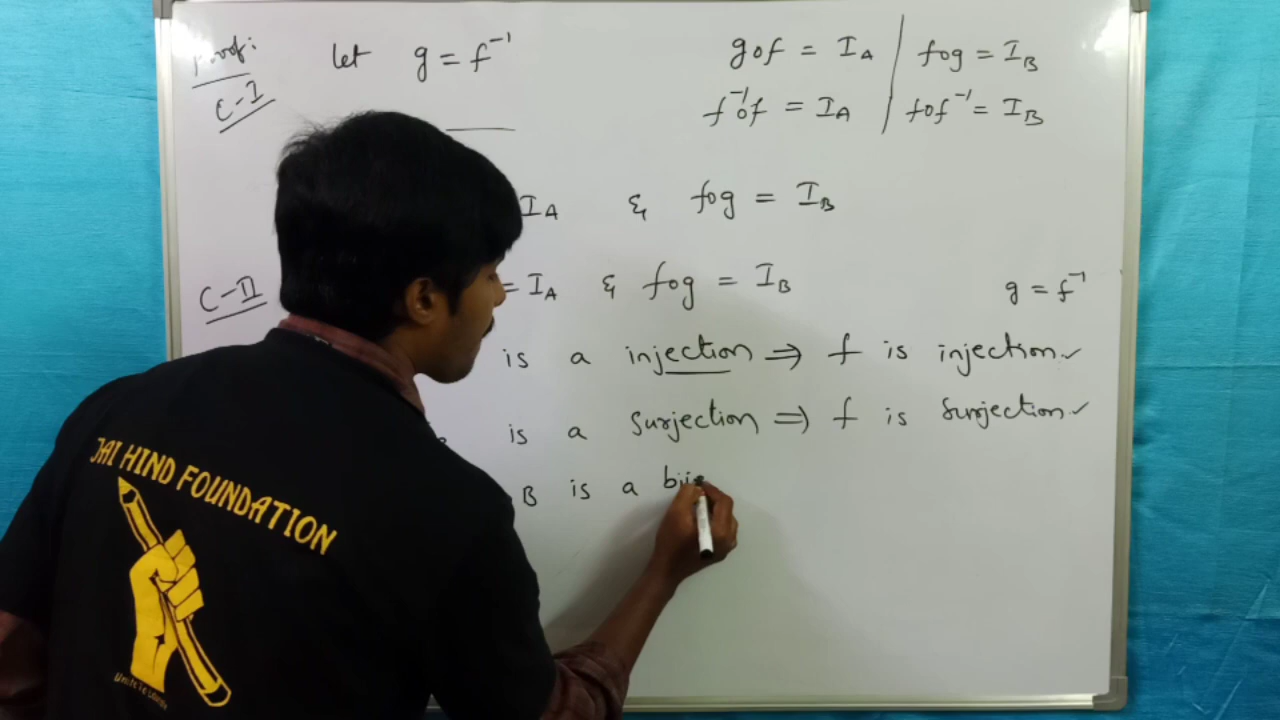 Proof: let g = f⁻¹ gof = I_A | fog = I_B
C-I f⁻¹of = I_A | fof⁻¹ = I_B
I_A & fog = I_B
C-II = I_A & fog = I_B g = f⁻¹
is a injection ⇒ f is injection ✓
is a Surjection ⇒ f is Surjection ✓
B is a bij
JAI HIND FOUNDATION